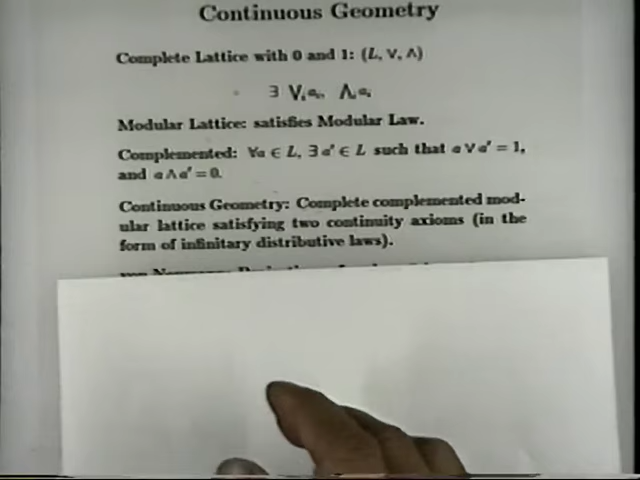 Continuous Geometry
Complete Lattice with 0 and 1: (L, ∨, ∧)
∃ ⋁ᵢaᵢ, ⋀ᵢaᵢ
Modular Lattice: satisfies Modular Law.
Complemented: ∀a ∈ L, ∃ a′ ∈ L such that a ∨ a′ = 1,
and a ∧ a′ = 0.
Continuous Geometry: Complete complemented mod-
ular lattice satisfying two continuity axioms (in the
form of infinitary distributive laws).